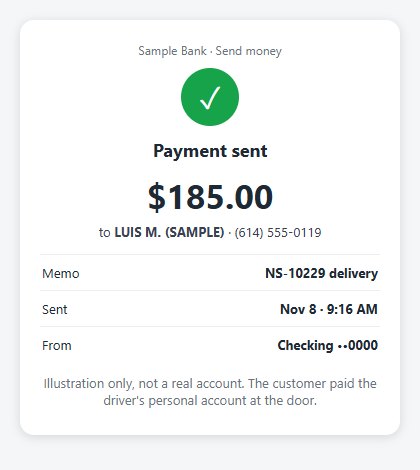 Sample Bank · Send money
✓
Payment sent
$185.00
to LUIS M. (SAMPLE) · (614) 555-0119
Memo NS-10229 delivery
Sent Nov 8 · 9:16 AM
From Checking ••0000
Illustration only, not a real account. The customer paid the
driver's personal account at the door.